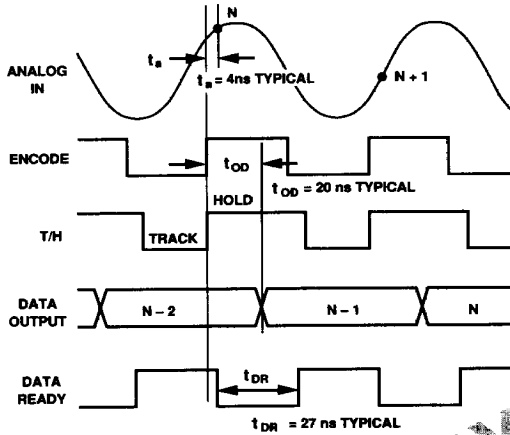 N
ta
ta = 4ns TYPICAL
ANALOG
IN
N + 1
ENCODE
tOD
tOD = 20 ns TYPICAL
HOLD
T/H
TRACK
DATA
OUTPUT
N – 2
N – 1
N
DATA
READY
tDR
tDR = 27 ns TYPICAL